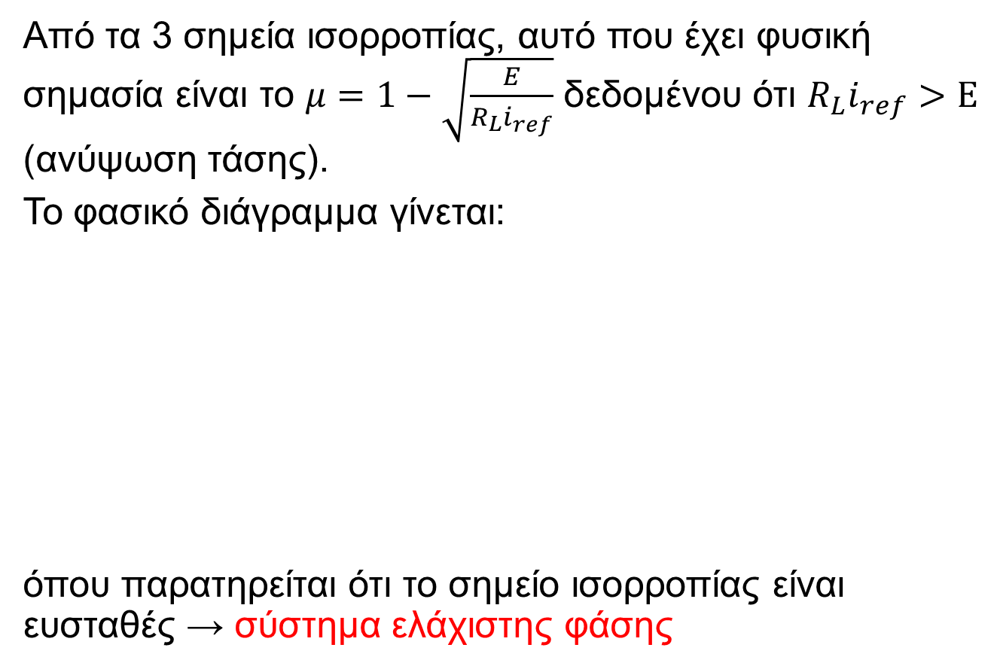 Από τα 3 σημεία ισορροπίας, αυτό που έχει φυσική
σημασία είναι το $\mu = 1 - \sqrt{\frac{E}{R_L i_{ref}}}$ δεδομένου ότι $R_L i_{ref} > \mathrm{E}$
(ανύψωση τάσης).
Το φασικό διάγραμμα γίνεται:
όπου παρατηρείται ότι το σημείο ισορροπίας είναι
ευσταθές → σύστημα ελάχιστης φάσης